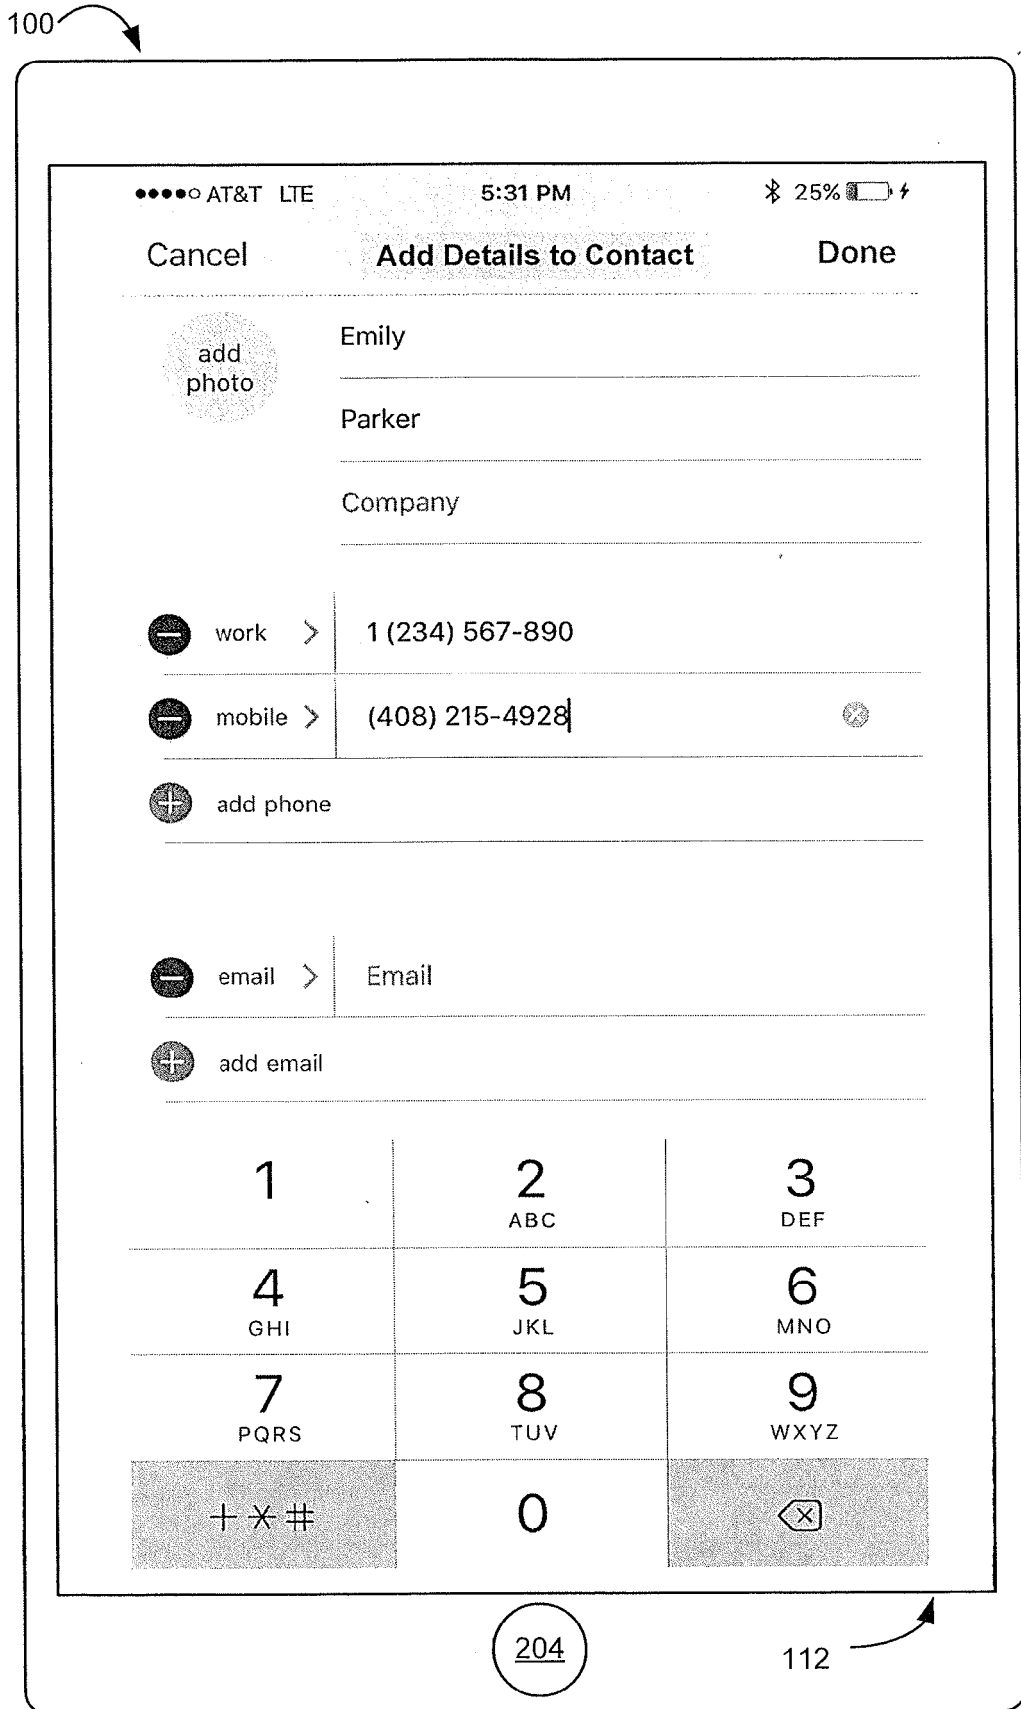 100
●●●●○ AT&T LTE 5:31 PM 25%
Cancel Add Details to Contact Done
add
photo
Emily
Parker
Company
work > 1 (234) 567-890
mobile > (408) 215-4928
add phone
email > Email
add email
1 2 3
ABC DEF
4 5 6
GHI JKL MNO
7 8 9
PQRS TUV WXYZ
+*# 0
204
112